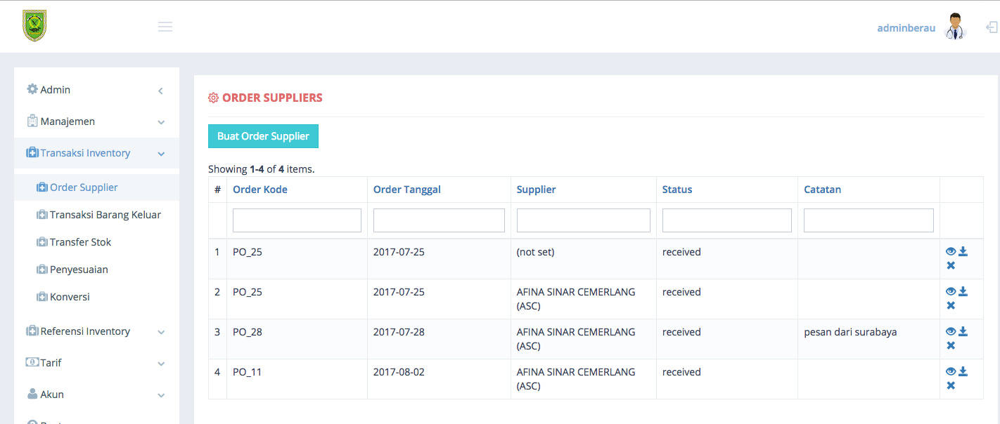 adminberau
Admin
Manajemen
Transaksi Inventory
Order Supplier
Transaksi Barang Keluar
Transfer Stok
Penyesuaian
Konversi
Referensi Inventory
Tarif
Akun
ORDER SUPPLIERS
Buat Order Supplier
Showing 1-4 of 4 items.
# Order Kode Order Tanggal Supplier Status Catatan
1 PO_25 2017-07-25 (not set) received
2 PO_25 2017-07-25 AFINA SINAR CEMERLANG received
(ASC)
3 PO_28 2017-07-28 AFINA SINAR CEMERLANG received pesan dari surabaya
(ASC)
4 PO_11 2017-08-02 AFINA SINAR CEMERLANG received
(ASC)